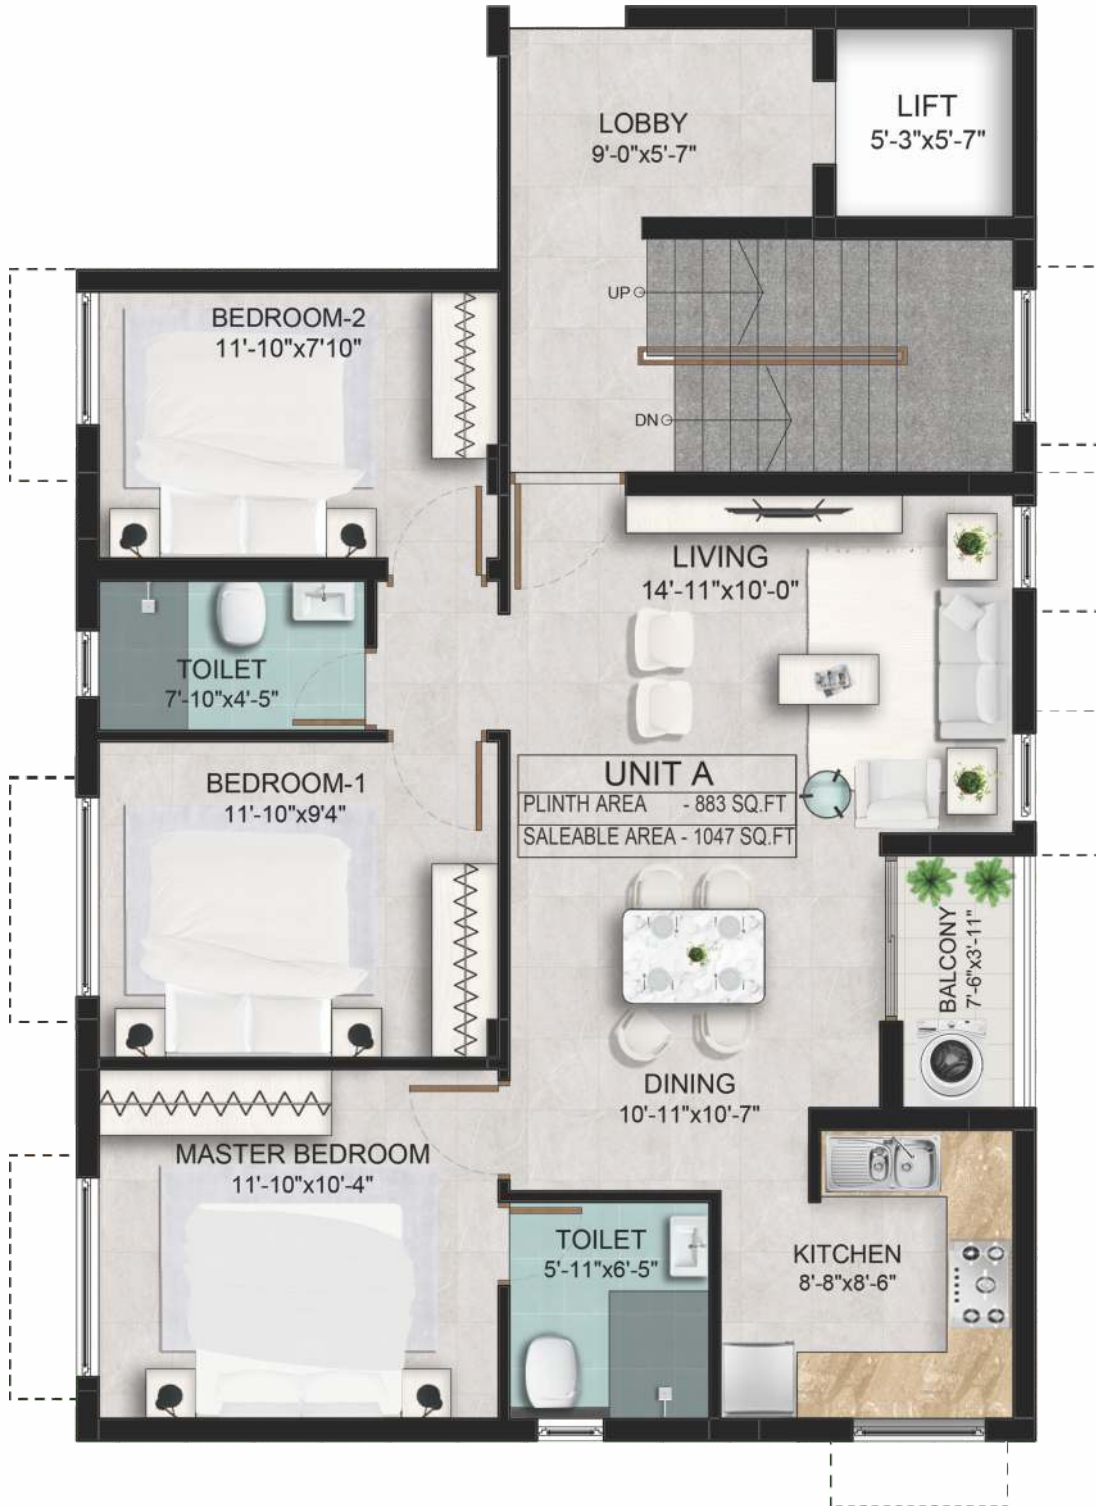 LOBBY
9'-0"x5'-7"
LIFT
5'-3"x5'-7"
UP
DN
BEDROOM-2
11'-10"x7'10"
LIVING
14'-11"x10'-0"
TOILET
7'-10"x4'-5"
BEDROOM-1
11'-10"x9'4"
UNIT A
PLINTH AREA - 883 SQ.FT
SALEABLE AREA - 1047 SQ.FT
BALCONY
7'-6"x3'-11"
DINING
10'-11"x10'-7"
MASTER BEDROOM
11'-10"x10'-4"
TOILET
5'-11"x6'-5"
KITCHEN
8'-8"x8'-6"